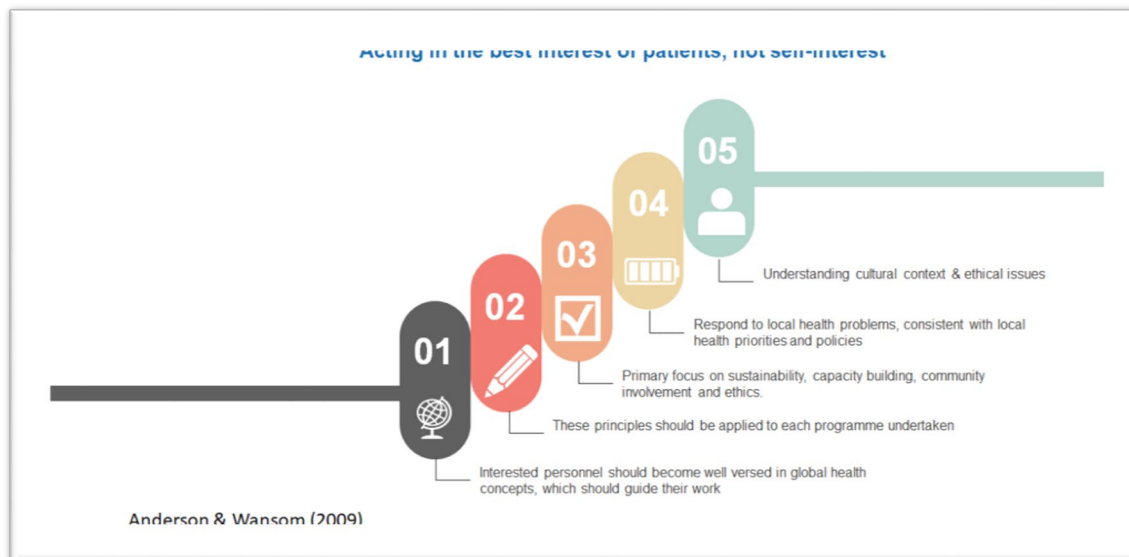 Acting in the best interest of patients, not self-interest
05
04
Understanding cultural context & ethical issues
03
Respond to local health problems, consistent with local
health priorities and policies
02
Primary focus on sustainability, capacity building, community
involvement and ethics.
01
These principles should be applied to each programme undertaken
Interested personnel should become well versed in global health
concepts, which should guide their work
Anderson & Wansom (2009)